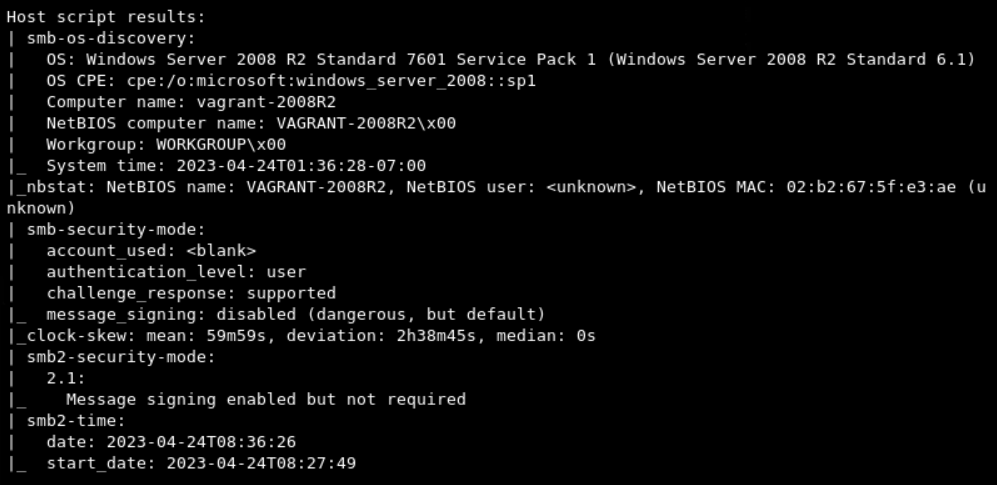 Host script results:
| smb-os-discovery:
|   OS: Windows Server 2008 R2 Standard 7601 Service Pack 1 (Windows Server 2008 R2 Standard 6.1)
|   OS CPE: cpe:/o:microsoft:windows_server_2008::sp1
|   Computer name: vagrant-2008R2
|   NetBIOS computer name: VAGRANT-2008R2\x00
|   Workgroup: WORKGROUP\x00
|_  System time: 2023-04-24T01:36:28-07:00
|_nbstat: NetBIOS name: VAGRANT-2008R2, NetBIOS user: <unknown>, NetBIOS MAC: 02:b2:67:5f:e3:ae (u
nknown)
| smb-security-mode:
|   account_used: <blank>
|   authentication_level: user
|   challenge_response: supported
|_  message_signing: disabled (dangerous, but default)
|_clock-skew: mean: 59m59s, deviation: 2h38m45s, median: 0s
| smb2-security-mode:
|   2.1:
|_    Message signing enabled but not required
| smb2-time:
|   date: 2023-04-24T08:36:26
|_  start_date: 2023-04-24T08:27:49